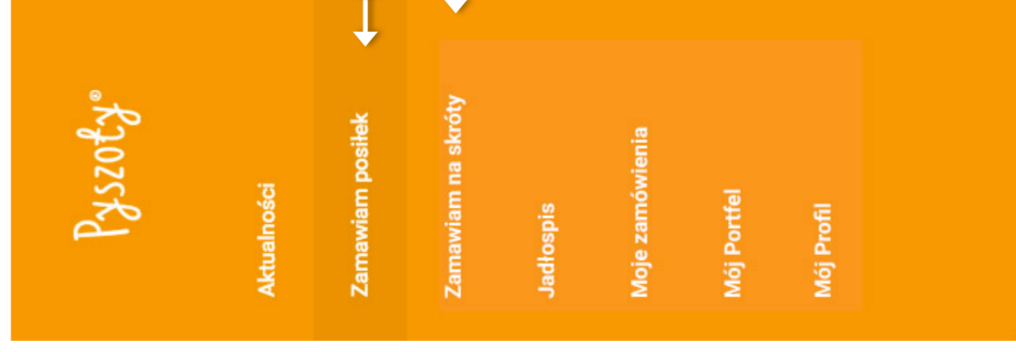 Pyszoty®
Aktualności
Zamawiam posiłek
Zamawiam na skróty
Jadłospis
Moje zamówienia
Mój Portfel
Mój Profil